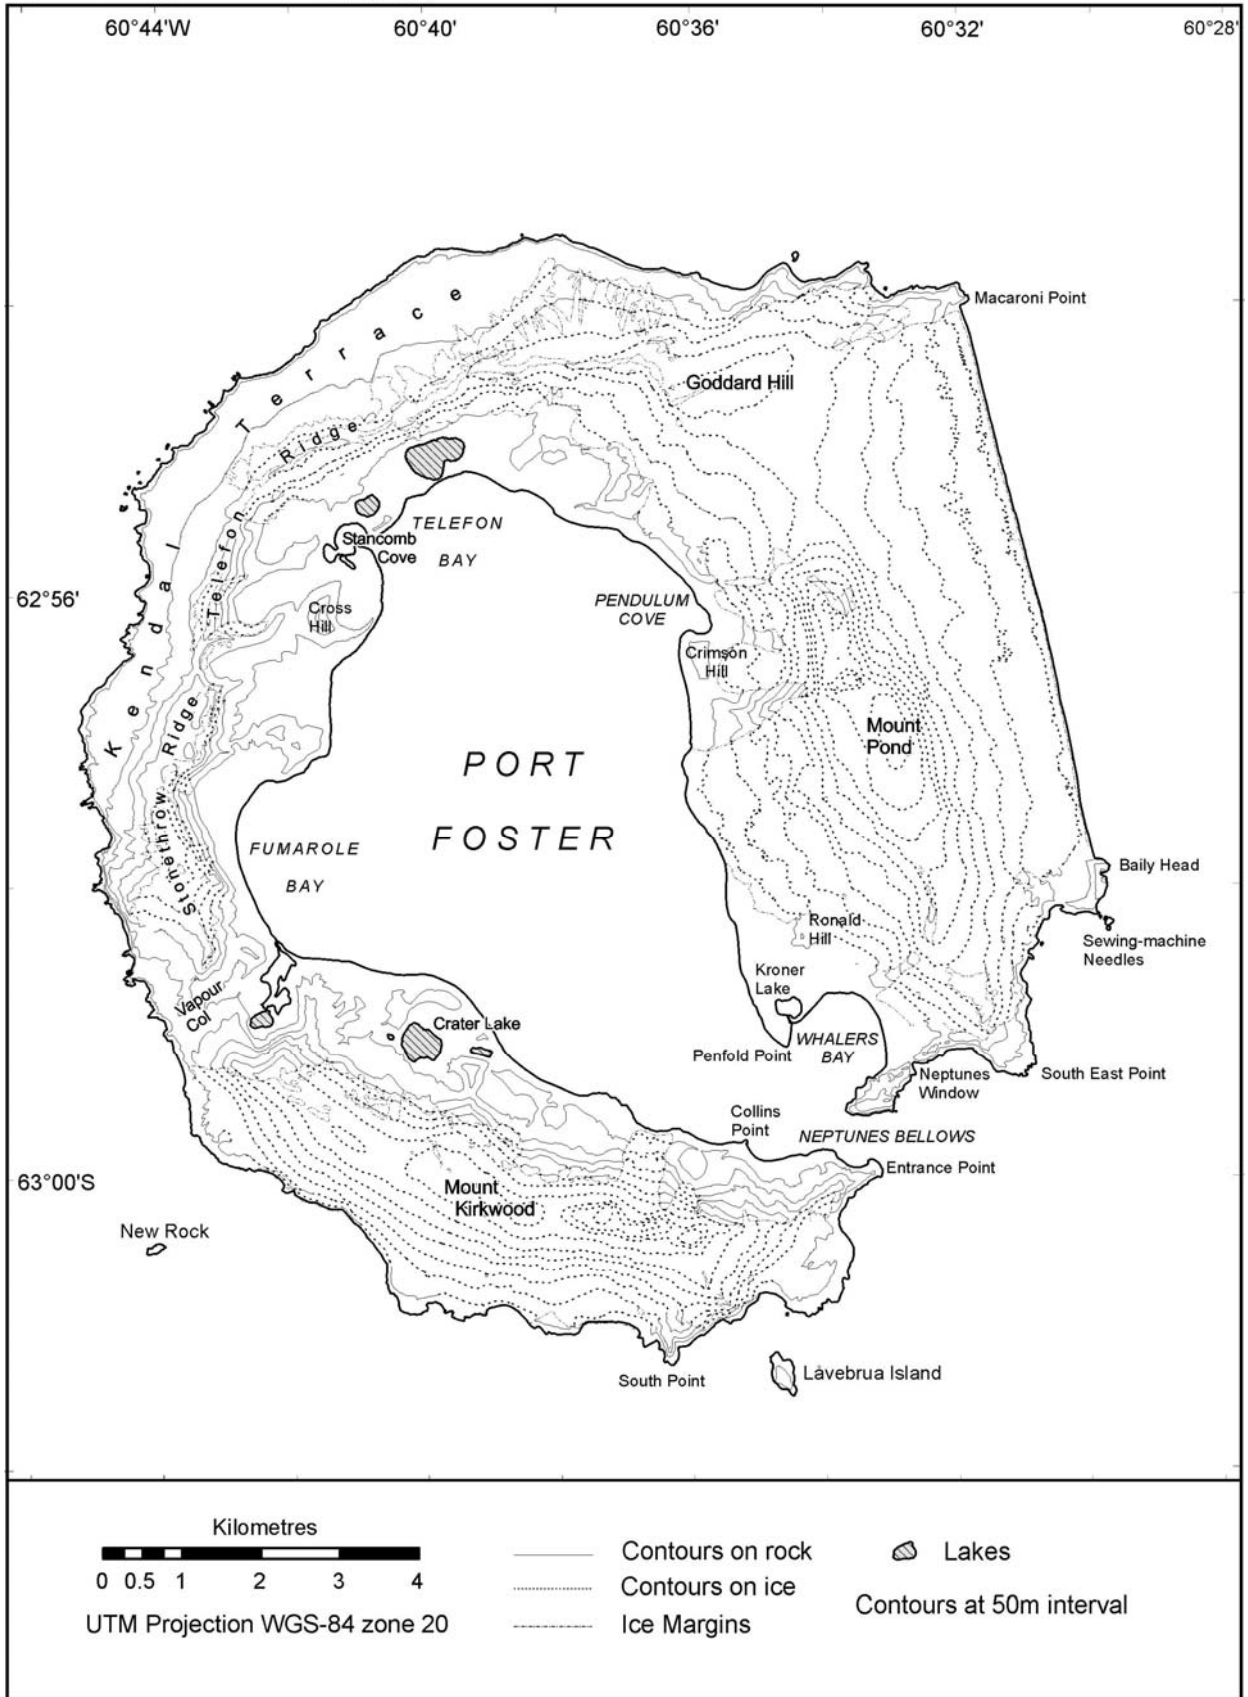 60°44'W 60°40' 60°36' 60°32' 60°28'
Macaroni Point
Goddard Hill
Kendal Terrace
Telefon Ridge
TELEFON
BAY
Stancomb
Cove
62°56'
Cross
Hill
PENDULUM
COVE
Crimson
Hill
Mount
Pond
Stonethrow Ridge
PORT
FOSTER
FUMAROLE
BAY
Baily Head
Ronald
Hill
Sewing-machine
Needles
Kroner
Lake
Vapour
Col
Crater Lake
WHALERS
BAY
Penfold Point
Neptunes
Window
South East Point
Collins
Point
NEPTUNES BELLOWS
Entrance Point
63°00'S
Mount
Kirkwood
New Rock
South Point
Låvebrua Island
Kilometres
0 0.5 1 2 3 4
UTM Projection WGS-84 zone 20
Contours on rock
Contours on ice
Ice Margins
Lakes
Contours at 50m interval